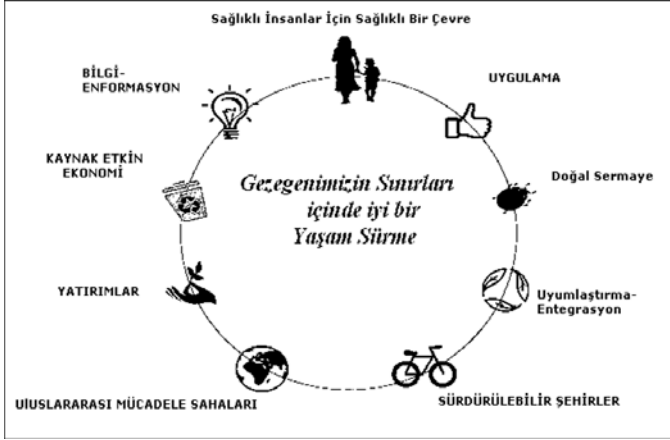 Sağlıklı İnsanlar İçin Sağlıklı Bir Çevre
BİLGİ-
ENFORMASYON
UYGULAMA
KAYNAK ETKİN
EKONOMİ
Doğal Sermaye
Gezegenimizin Sınırları
içinde iyi bir
Yaşam Sürme
YATIRIMLAR
Uyumlaştırma-
Entegrasyon
ULUSLARARASI MÜCADELE SAHALARI
SÜRDÜRÜLEBİLİR ŞEHİRLER